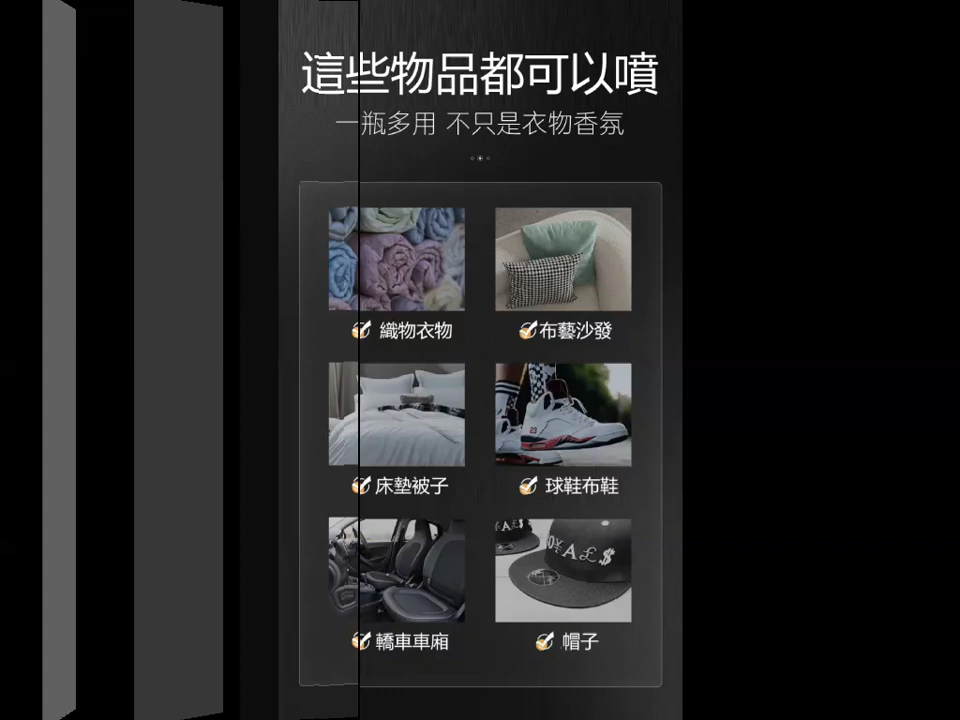 這些物品都可以噴
一瓶多用 不只是衣物香氛
織物衣物
布藝沙發
23
床墊被子
球鞋布鞋
轎車車廂
帽子